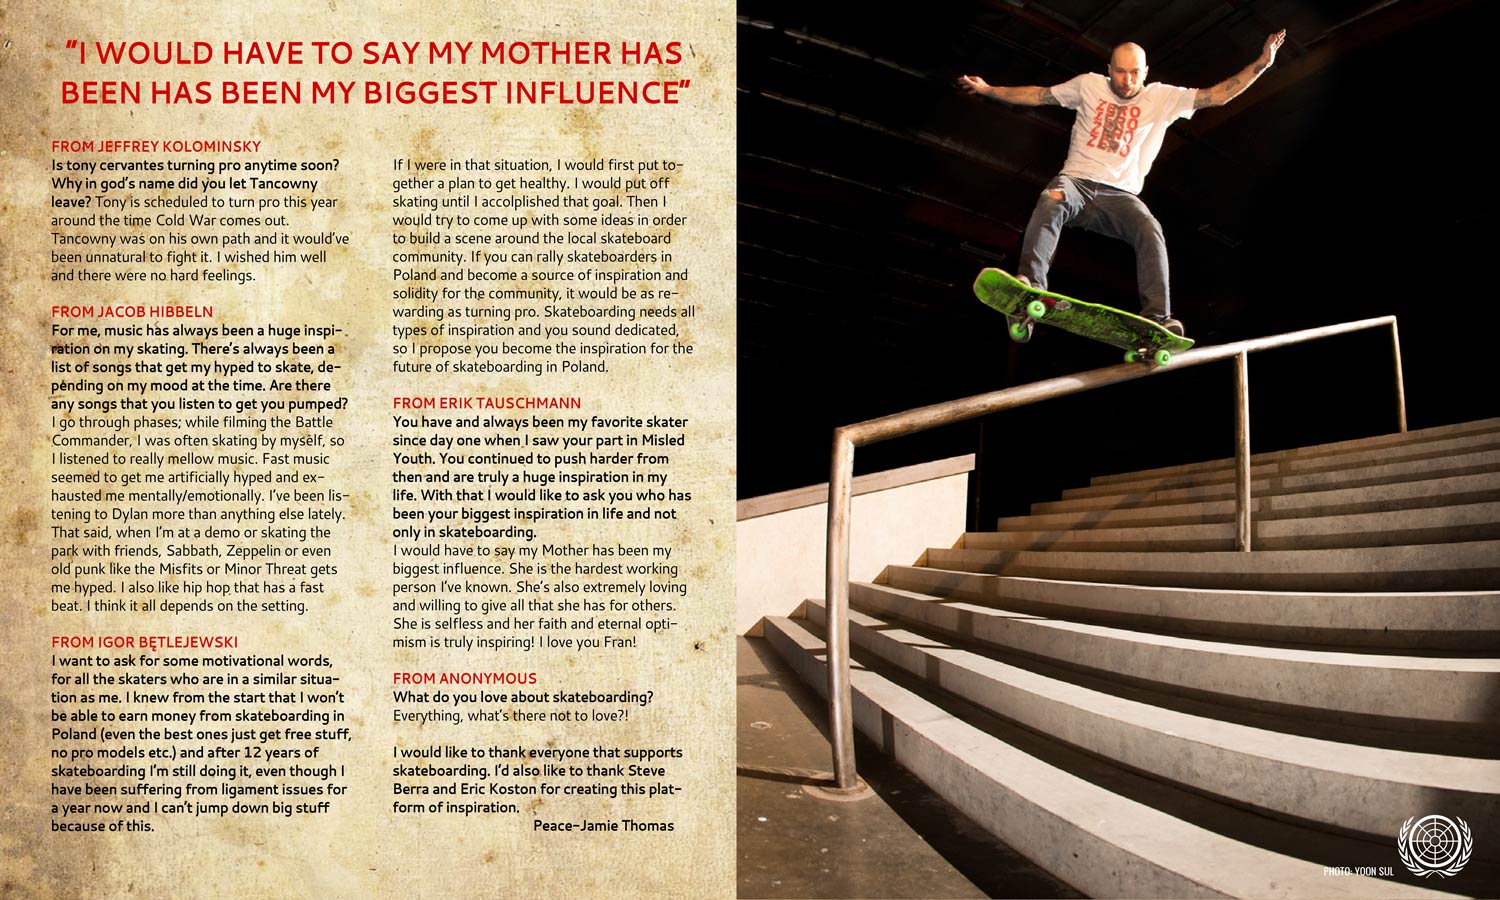 "I WOULD HAVE TO SAY MY MOTHER HAS
BEEN HAS BEEN MY BIGGEST INFLUENCE"
FROM JEFFREY KOLOMINSKY
Is tony cervantes turning pro anytime soon?
Why in god's name did you let Tancowny
leave? Tony is scheduled to turn pro this year
around the time Cold War comes out.
Tancowny was on his own path and it would've
been unnatural to fight it. I wished him well
and there were no hard feelings.
FROM JACOB HIBBELN
For me, music has always been a huge inspi-
ration on my skating. There's always been a
list of songs that get my hyped to skate, de-
pending on my mood at the time. Are there
any songs that you listen to get you pumped?
I go through phases; while filming the Battle
Commander, I was often skating by myself, so
I listened to really mellow music. Fast music
seemed to get me artificially hyped and ex-
hausted me mentally/emotionally. I've been lis-
tening to Dylan more than anything else lately.
That said, when I'm at a demo or skating the
park with friends, Sabbath, Zeppelin or even
old punk like the Misfits or Minor Threat gets
me hyped. I also like hip hop that has a fast
beat. I think it all depends on the setting.
FROM IGOR BĘTLEJEWSKI
I want to ask for some motivational words,
for all the skaters who are in a similar situa-
tion as me. I knew from the start that I won't
be able to earn money from skateboarding in
Poland (even the best ones just get free stuff,
no pro models etc.) and after 12 years of
skateboarding I'm still doing it, even though I
have been suffering from ligament issues for
a year now and I can't jump down big stuff
because of this.
If I were in that situation, I would first put to-
gether a plan to get healthy. I would put off
skating until I accolplished that goal. Then I
would try to come up with some ideas in order
to build a scene around the local skateboard
community. If you can rally skateboarders in
Poland and become a source of inspiration and
solidity for the community, it would be as re-
warding as turning pro. Skateboarding needs all
types of inspiration and you sound dedicated,
so I propose you become the inspiration for the
future of skateboarding in Poland.
FROM ERIK TAUSCHMANN
You have and always been my favorite skater
since day one when I saw your part in Misled
Youth. You continued to push harder from
then and are truly a huge inspiration in my
life. With that I would like to ask you who has
been your biggest inspiration in life and not
only in skateboarding.
I would have to say my Mother has been my
biggest influence. She is the hardest working
person I've known. She's also extremely loving
and willing to give all that she has for others.
She is selfless and her faith and eternal opti-
mism is truly inspiring! I love you Fran!
FROM ANONYMOUS
What do you love about skateboarding?
Everything, what's there not to love?!
I would like to thank everyone that supports
skateboarding. I'd also like to thank Steve
Berra and Eric Koston for creating this plat-
form of inspiration.
Peace-Jamie Thomas
PHOTO: YOON SUL